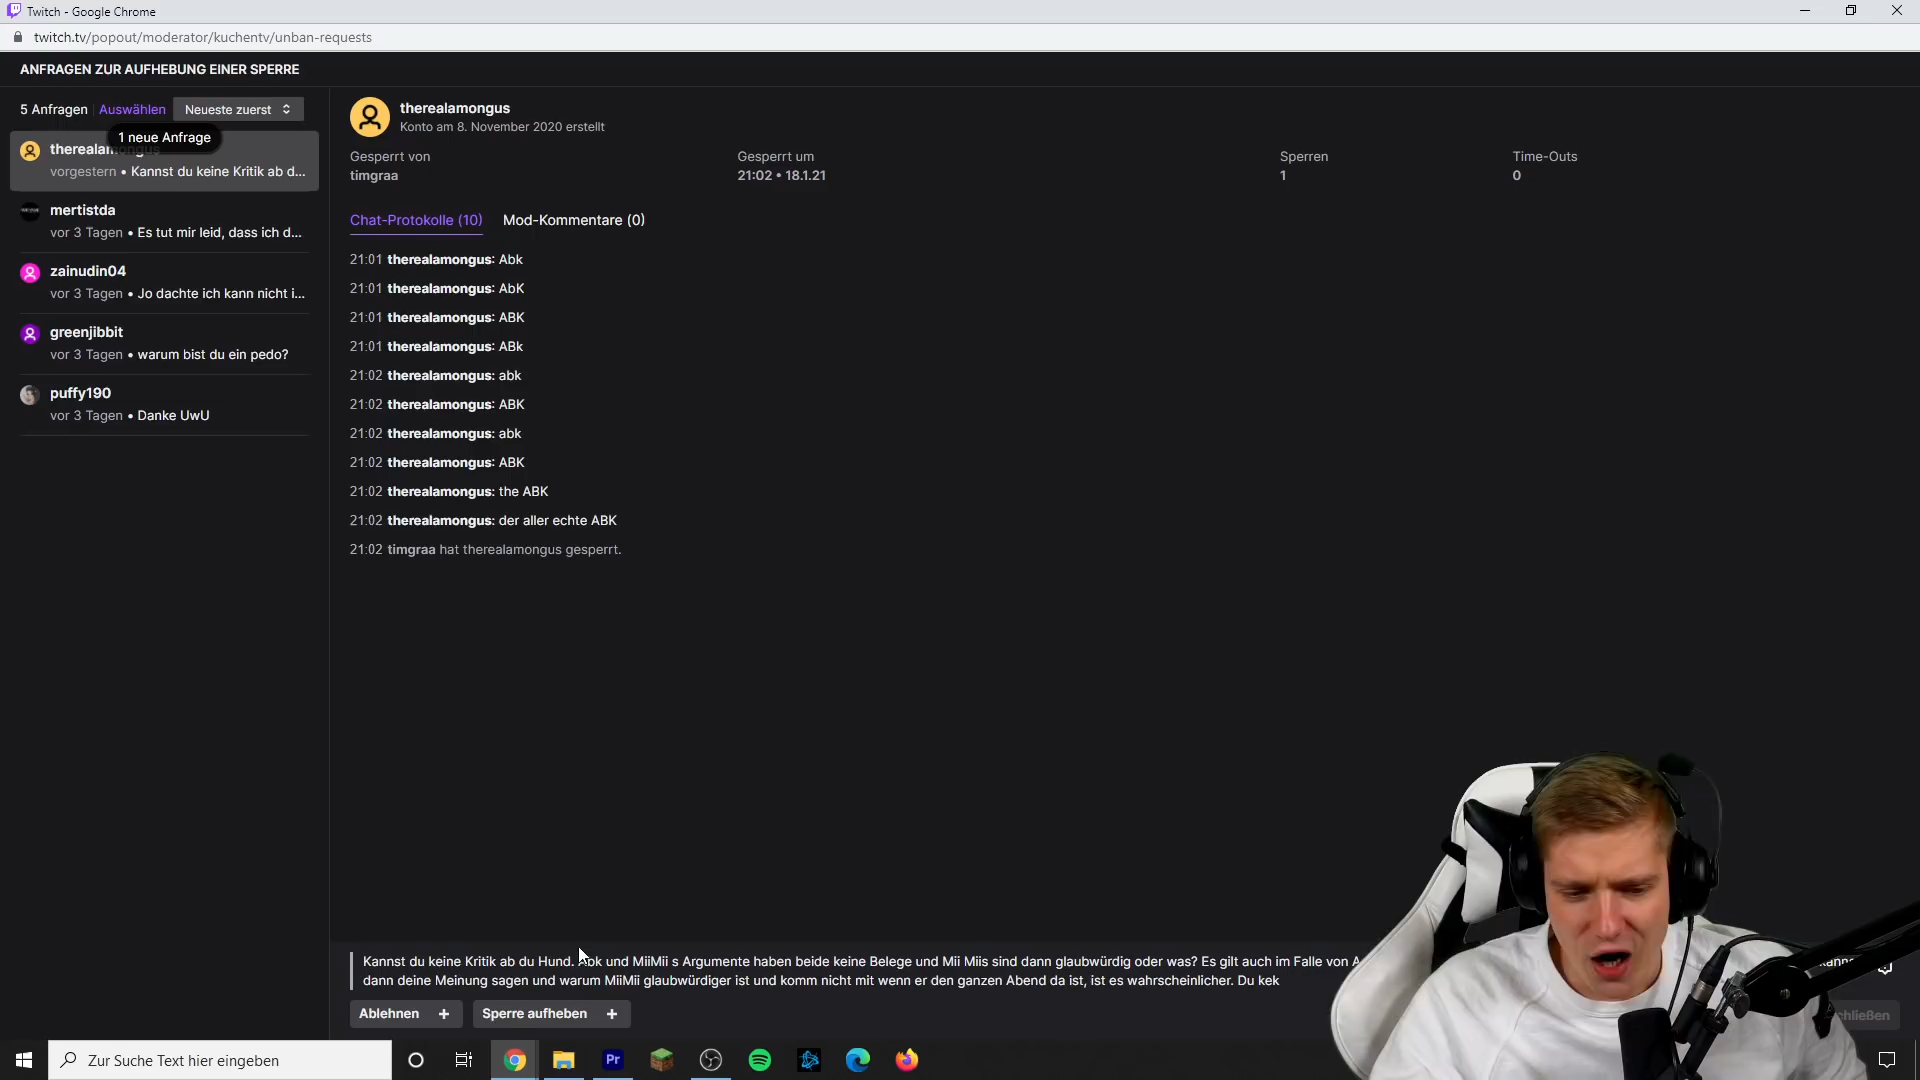 Twitch - Google Chrome
twitch.tv/popout/moderator/kuchentv/unban-requests
ANFRAGEN ZUR AUFHEBUNG EINER SPERRE
5 Anfragen
Auswählen
Neueste zuerst
1 neue Anfrage
vorgestern • Kannst du keine Kritik ab d...
mertistda
vor 3 Tagen • Es tut mir leid, dass ich d...
zainudin04
vor 3 Tagen • Jo dachte ich kann nicht i...
greenjibbit
vor 3 Tagen • warum bist du ein pedo?
puffy190
vor 3 Tagen • Danke UwU
therealamongus
Konto am 8. November 2020 erstellt
Gesperrt von
timgraa
Gesperrt um
21:02 • 18.1.21
Sperren
1
Time-Outs
0
Chat-Protokolle (10)
Mod-Kommentare (0)
21:01 therealamongus: Abk
21:01 therealamongus: AbK
21:01 therealamongus: ABK
21:01 therealamongus: ABk
21:02 therealamongus: abk
21:02 therealamongus: ABK
21:02 therealamongus: abk
21:02 therealamongus: ABK
21:02 therealamongus: the ABK
21:02 therealamongus: der aller echte ABK
21:02 timgraa hat therealamongus gesperrt.
Kannst du keine Kritik ab du Hund. Abk und MiiMii s Argumente haben beide keine Belege und Mii Miis sind dann glaubwürdig oder was? Es gilt auch im Falle von
dann deine Meinung sagen und warum MiiMii glaubwürdiger ist und komm nicht mit wenn er den ganzen Abend da ist, ist es wahrscheinlicher. Du kek
Ablehnen +
Sperre aufheben +
Zur Suche Text hier eingeben
Pr